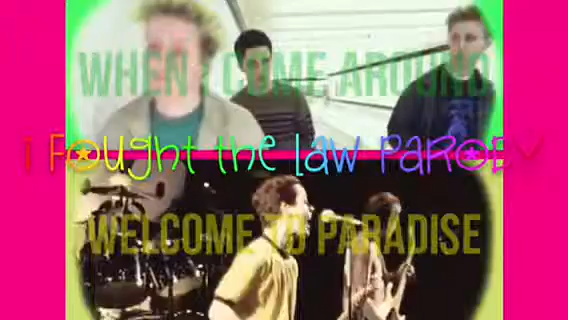 WHEN I COME AROUND
I Fought the Law PARODY
WELCOME TO PARADISE